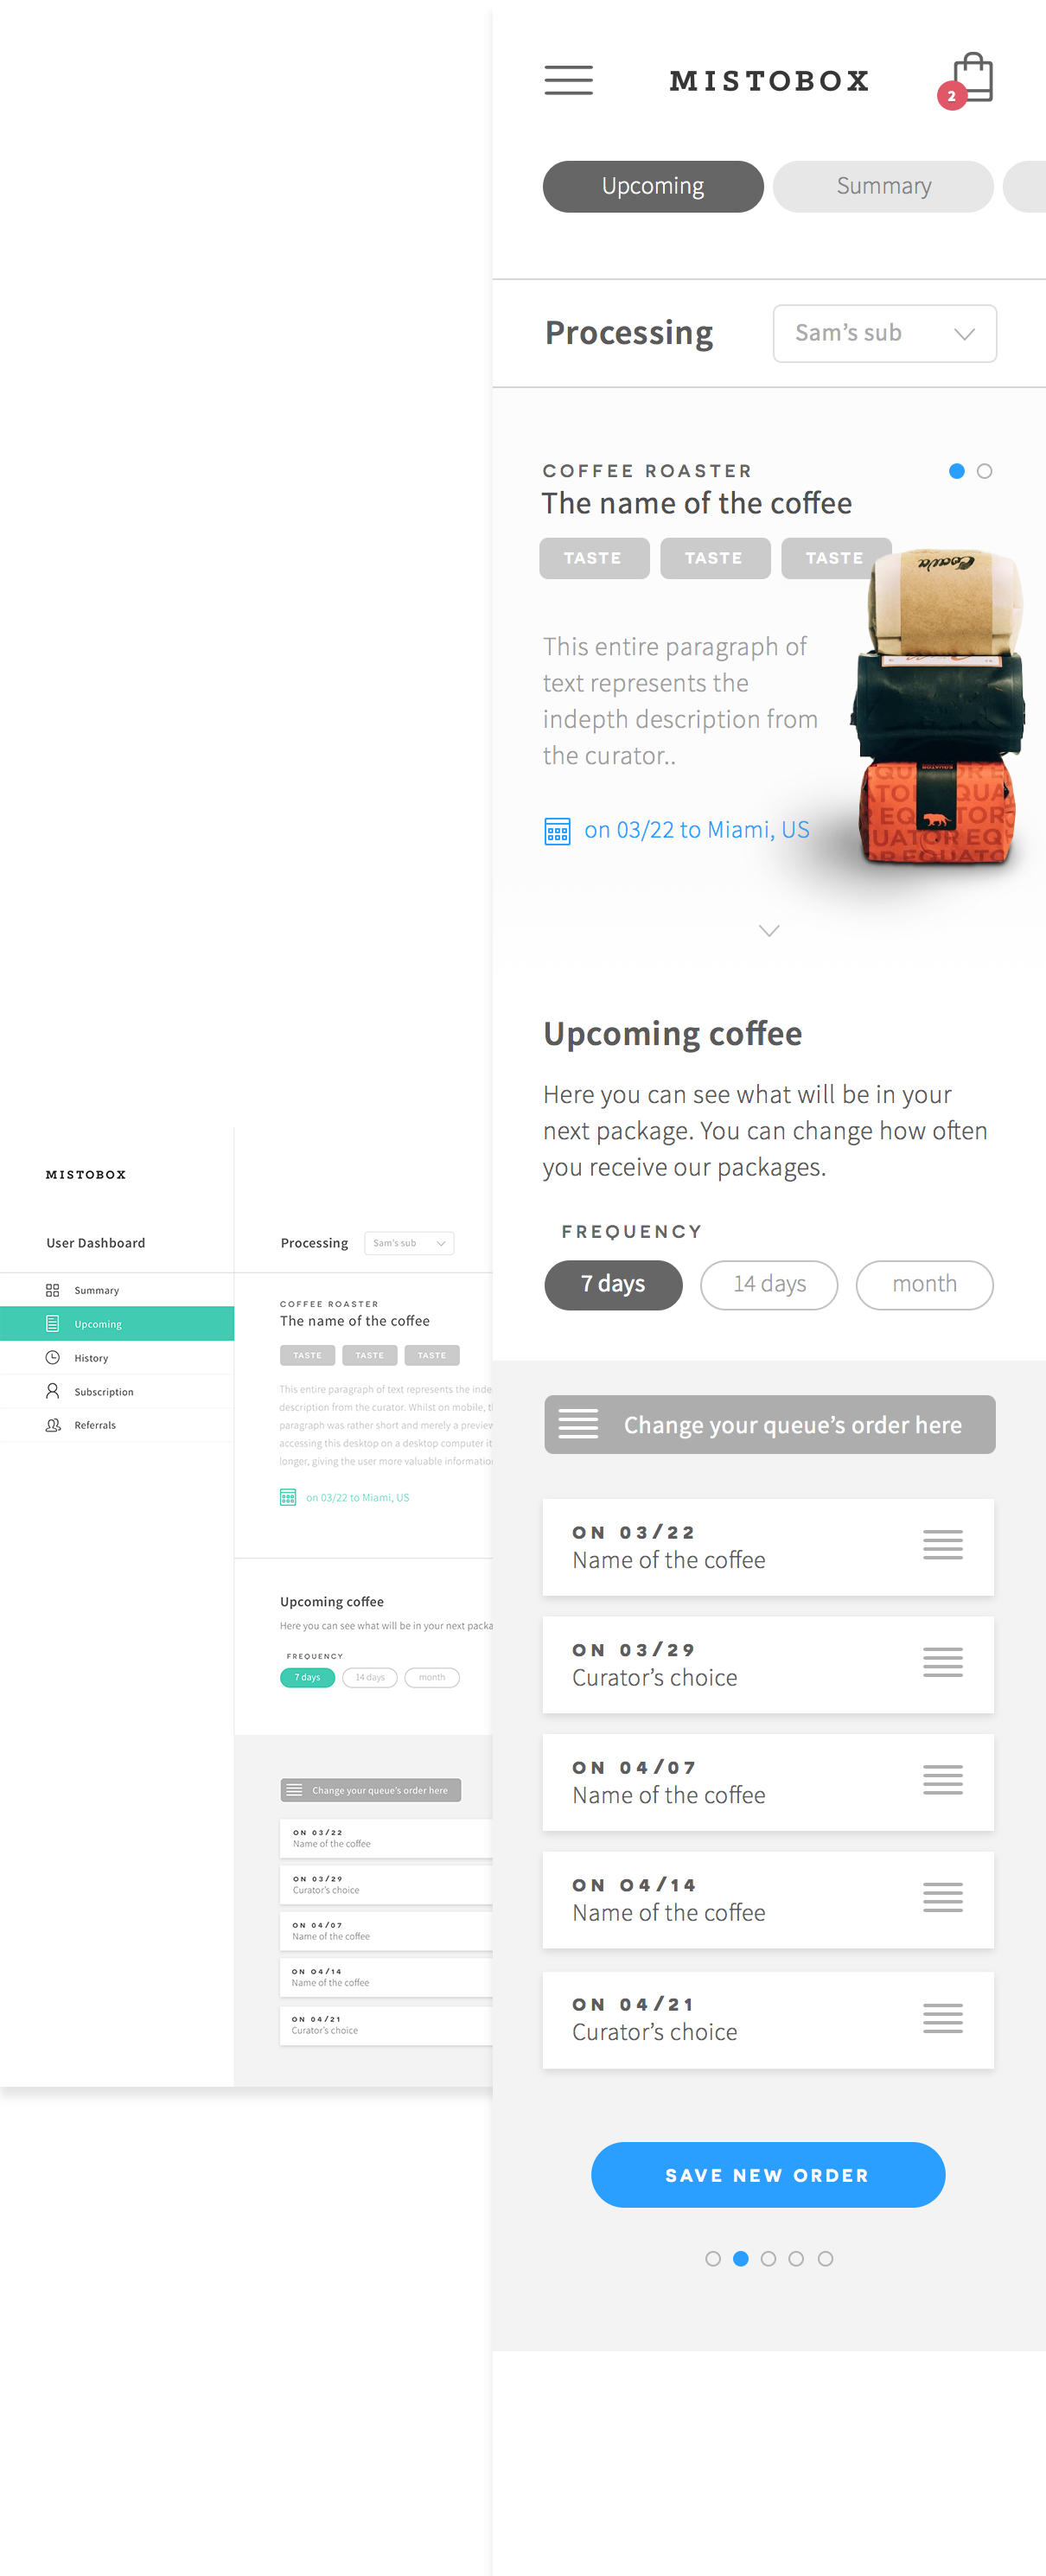 MISTOBOX
2
Upcoming
Summary
Processing
Sam's sub
COFFEE ROASTER
The name of the coffee
TASTE
TASTE
TASTE
Coava
This entire paragraph of
text represents the
indepth description from
the curator..
EQUATOR
on 03/22 to Miami, US
Upcoming coffee
Here you can see what will be in your
next package. You can change how often
you receive our packages.
FREQUENCY
7 days
14 days
month
Change your queue's order here
ON 03/22
Name of the coffee
ON 03/29
Curator's choice
ON 04/07
Name of the coffee
ON 04/14
Name of the coffee
ON 04/21
Curator's choice
SAVE NEW ORDER
MISTOBOX
User Dashboard
Summary
Upcoming
History
Subscription
Referrals
Processing
Sam's sub
COFFEE ROASTER
The name of the coffee
TASTE
TASTE
TASTE
This entire paragraph of text represents the inde
description from the curator. Whilst on mobile, t
paragraph was rather short and merely a preview
accessing this desktop on a desktop computer it
longer, giving the user more valuable informatio
on 03/22 to Miami, US
Upcoming coffee
Here you can see what will be in your next packa
FREQUENCY
7 days
14 days
month
Change your queue's order here
ON 03/22
Name of the coffee
ON 03/29
Curator's choice
ON 04/07
Name of the coffee
ON 04/14
Name of the coffee
ON 04/21
Curator's choice